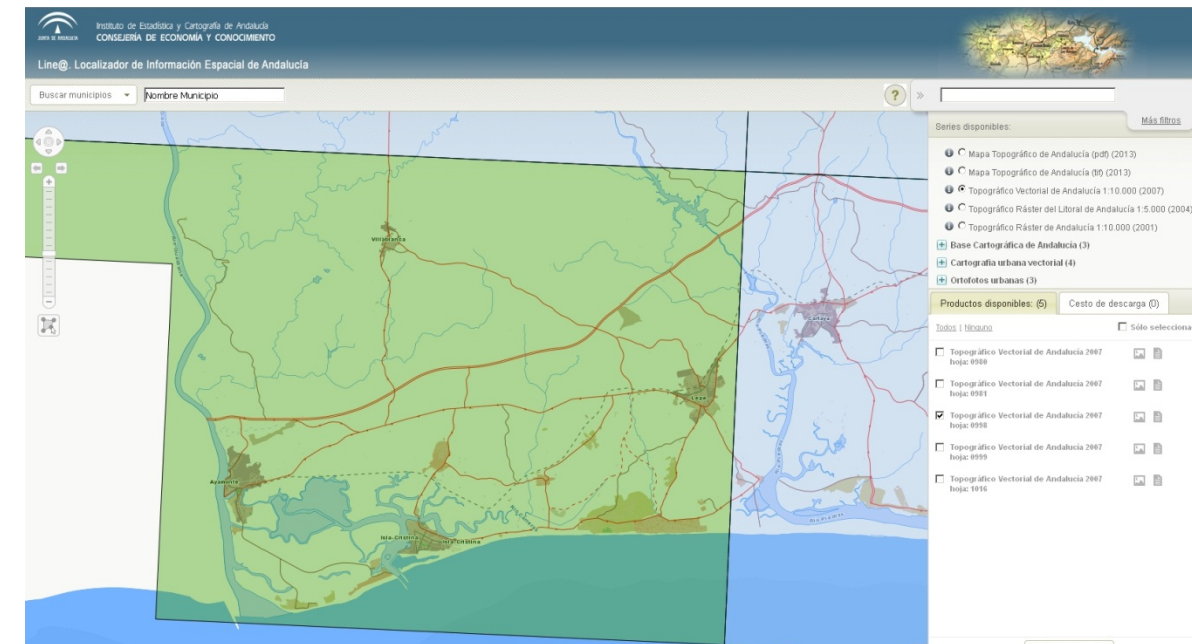 Instituto de Estadística y Cartografía de Andalucía
CONSEJERÍA DE ECONOMÍA Y CONOCIMIENTO
JUNTA DE ANDALUCIA
Line@. Localizador de Información Espacial de Andalucía
Buscar municipios
Nombre Municipio
?
»
Series disponibles:
Más filtros
Mapa Topográfico de Andalucía (pdf) (2013)
Mapa Topográfico de Andalucía (tif) (2013)
Topográfico Vectorial de Andalucía 1:10.000 (2007)
Topográfico Ráster del Litoral de Andalucía 1:5.000 (2004)
Topográfico Ráster de Andalucía 1:10.000 (2001)
Base Cartográfica de Andalucía (3)
Cartografía urbana vectorial (4)
Ortofotos urbanas (3)
Productos disponibles: (5)
Cesto de descarga (0)
Todos | Ninguno
Sólo selecciona
Topográfico Vectorial de Andalucía 2007
hoja: 0980
Topográfico Vectorial de Andalucía 2007
hoja: 0981
Topográfico Vectorial de Andalucía 2007
hoja: 0998
Topográfico Vectorial de Andalucía 2007
hoja: 0999
Topográfico Vectorial de Andalucía 2007
hoja: 1016
Villablanca
Cartaya
Lepe
Ayamonte
Isla-Cristina
Isla-Cristina
Río Piedras